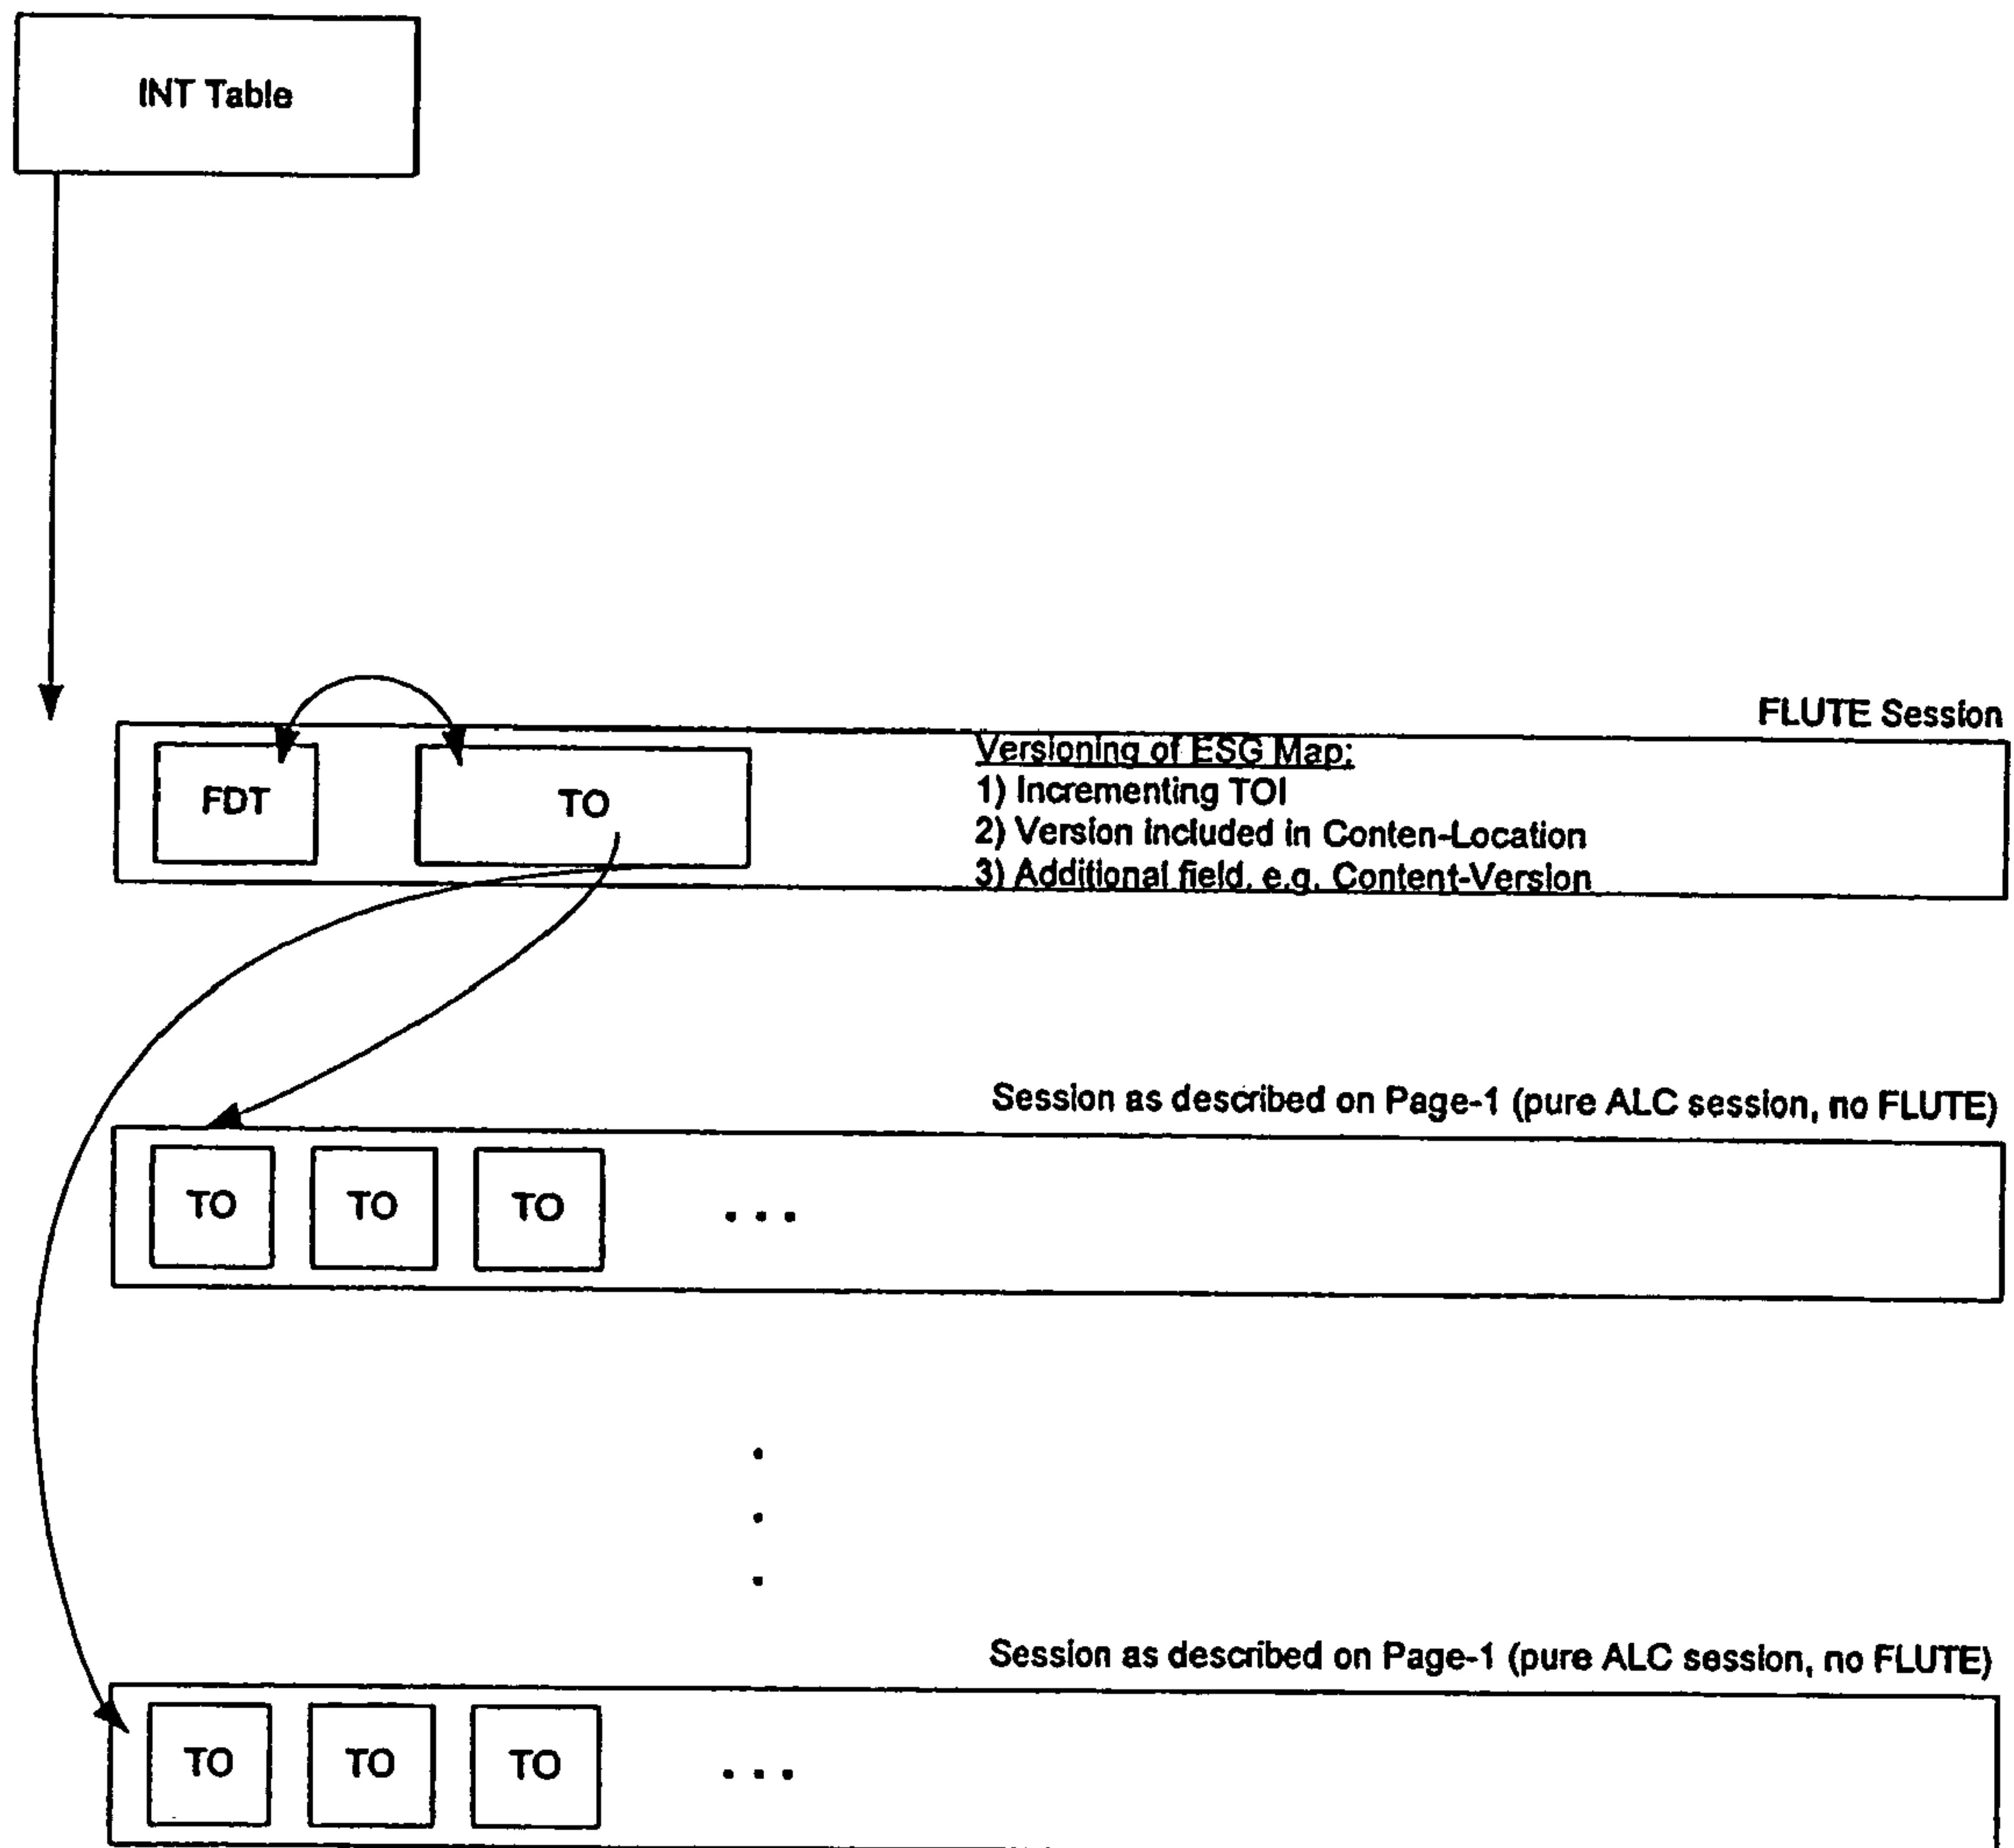 INT Table
FLUTE Session
FDT
TO
Versioning of ESG Map:
1) Incrementing TOI
2) Version included in Conten-Location
3) Additional field, e.g. Content-Version
Session as described on Page-1 (pure ALC session, no FLUTE)
TO TO TO ...
Session as described on Page-1 (pure ALC session, no FLUTE)
TO TO TO ...